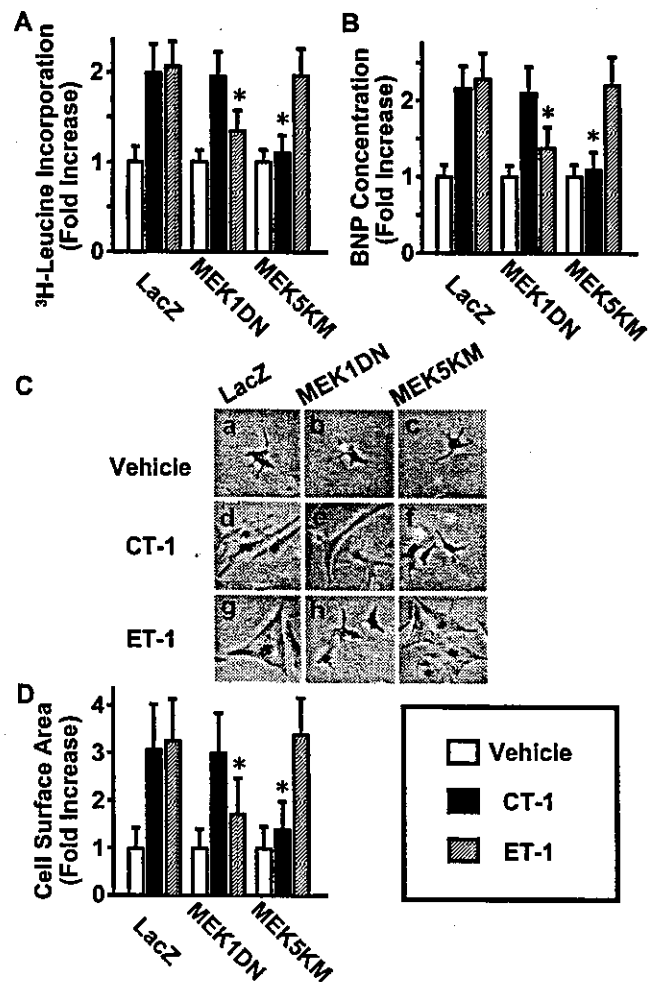 A
³H-Leucine Incorporation
(Fold Increase)
2
1
0
LacZ
MEK1DN
MEK5KM
*
*
B
BNP Concentration
(Fold Increase)
2
1
0
LacZ
MEK1DN
MEK5KM
*
*
C
LacZ
MEK1DN
MEK5KM
Vehicle
a
b
c
CT-1
d
e
f
ET-1
g
h
i
D
Cell Surface Area
(Fold Increase)
4
3
2
1
0
LacZ
MEK1DN
MEK5KM
*
*
Vehicle
CT-1
ET-1